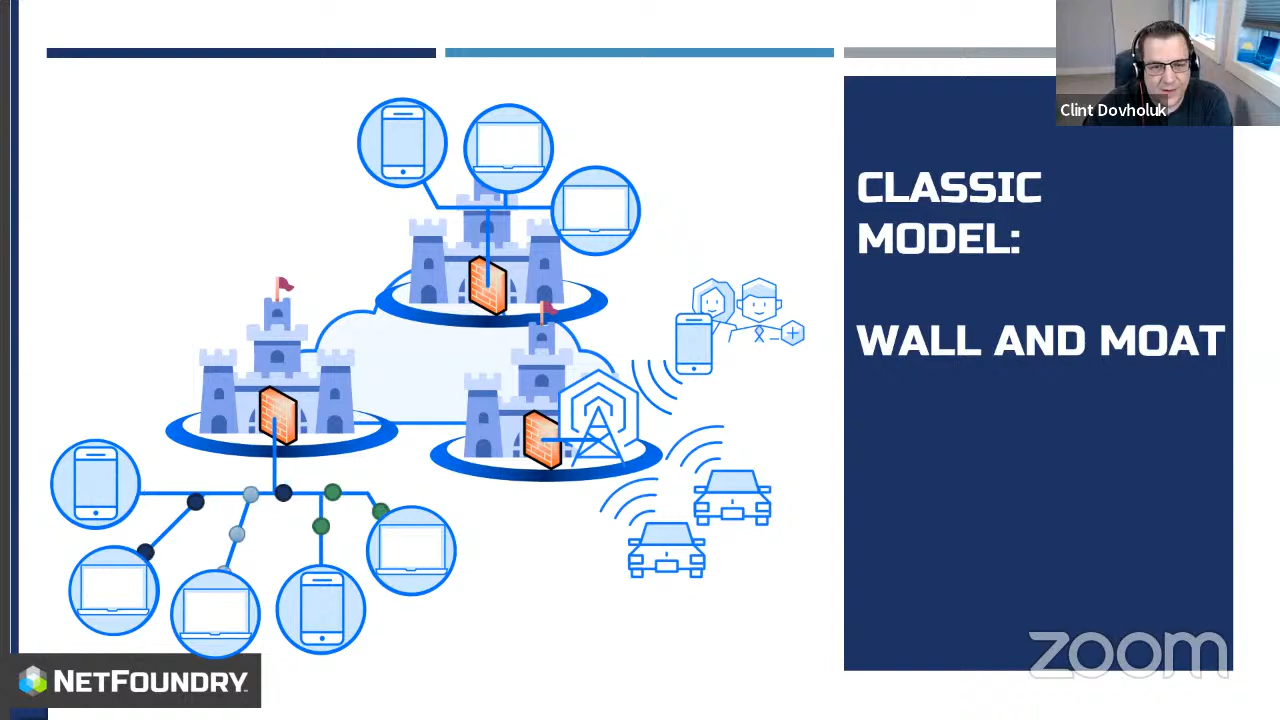 Clint Dovholuk
CLASSIC
MODEL:
WALL AND MOAT
NETFOUNDRY
zoom